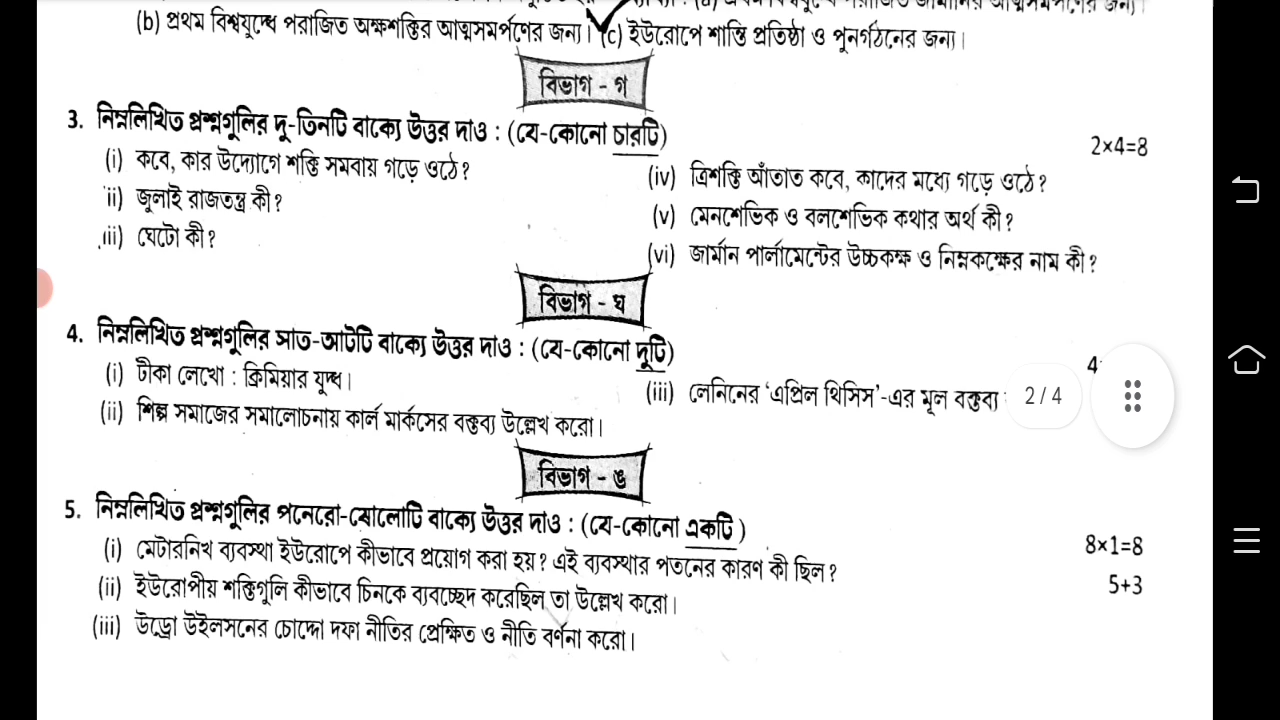 (b) প্রথম বিশ্বযুদ্ধে পরাজিত অক্ষশক্তির আত্মসমর্পণের জন্য। (c) ইউরোপে শান্তি প্রতিষ্ঠা ও পুনর্গঠনের জন্য।
বিভাগ - গ
3. নিম্নলিখিত প্রশ্নগুলির দু-তিনটি বাক্যে উত্তর দাও : (যে-কোনো চারটি) 2×4=8
(i) কবে, কার উদ্যোগে শক্তি সমবায় গড়ে ওঠে?
(iv) ত্রিশক্তি আঁতাত কবে, কাদের মধ্যে গড়ে ওঠে?
ii) জুলাই রাজতন্ত্র কী?
(v) মেনশেভিক ও বলশেভিক কথার অর্থ কী?
iii) ঘেটো কী?
(vi) জার্মান পার্লামেন্টের উচ্চকক্ষ ও নিম্নকক্ষের নাম কী?
বিভাগ - ঘ
4. নিম্নলিখিত প্রশ্নগুলির সাত-আটটি বাক্যে উত্তর দাও : (যে-কোনো দুটি) 4
(i) টীকা লেখো : ক্রিমিয়ার যুদ্ধ।
(iii) লেনিনের ‘এপ্রিল থিসিস’-এর মূল বক্তব্য
2/4
(ii) শিল্প সমাজের সমালোচনায় কার্ল মার্কসের বক্তব্য উল্লেখ করো।
বিভাগ - ঙ
5. নিম্নলিখিত প্রশ্নগুলির পনেরো-ষোলোটি বাক্যে উত্তর দাও : (যে-কোনো একটি) 8×1=8
(i) মেটারনিখ ব্যবস্থা ইউরোপে কীভাবে প্রয়োগ করা হয়? এই ব্যবস্থার পতনের কারণ কী ছিল? 5+3
(ii) ইউরোপীয় শক্তিগুলি কীভাবে চিনকে ব্যবচ্ছেদ করেছিল তা উল্লেখ করো।
(iii) উড্রো উইলসনের চোদ্দো দফা নীতির প্রেক্ষিত ও নীতি বর্ণনা করো।